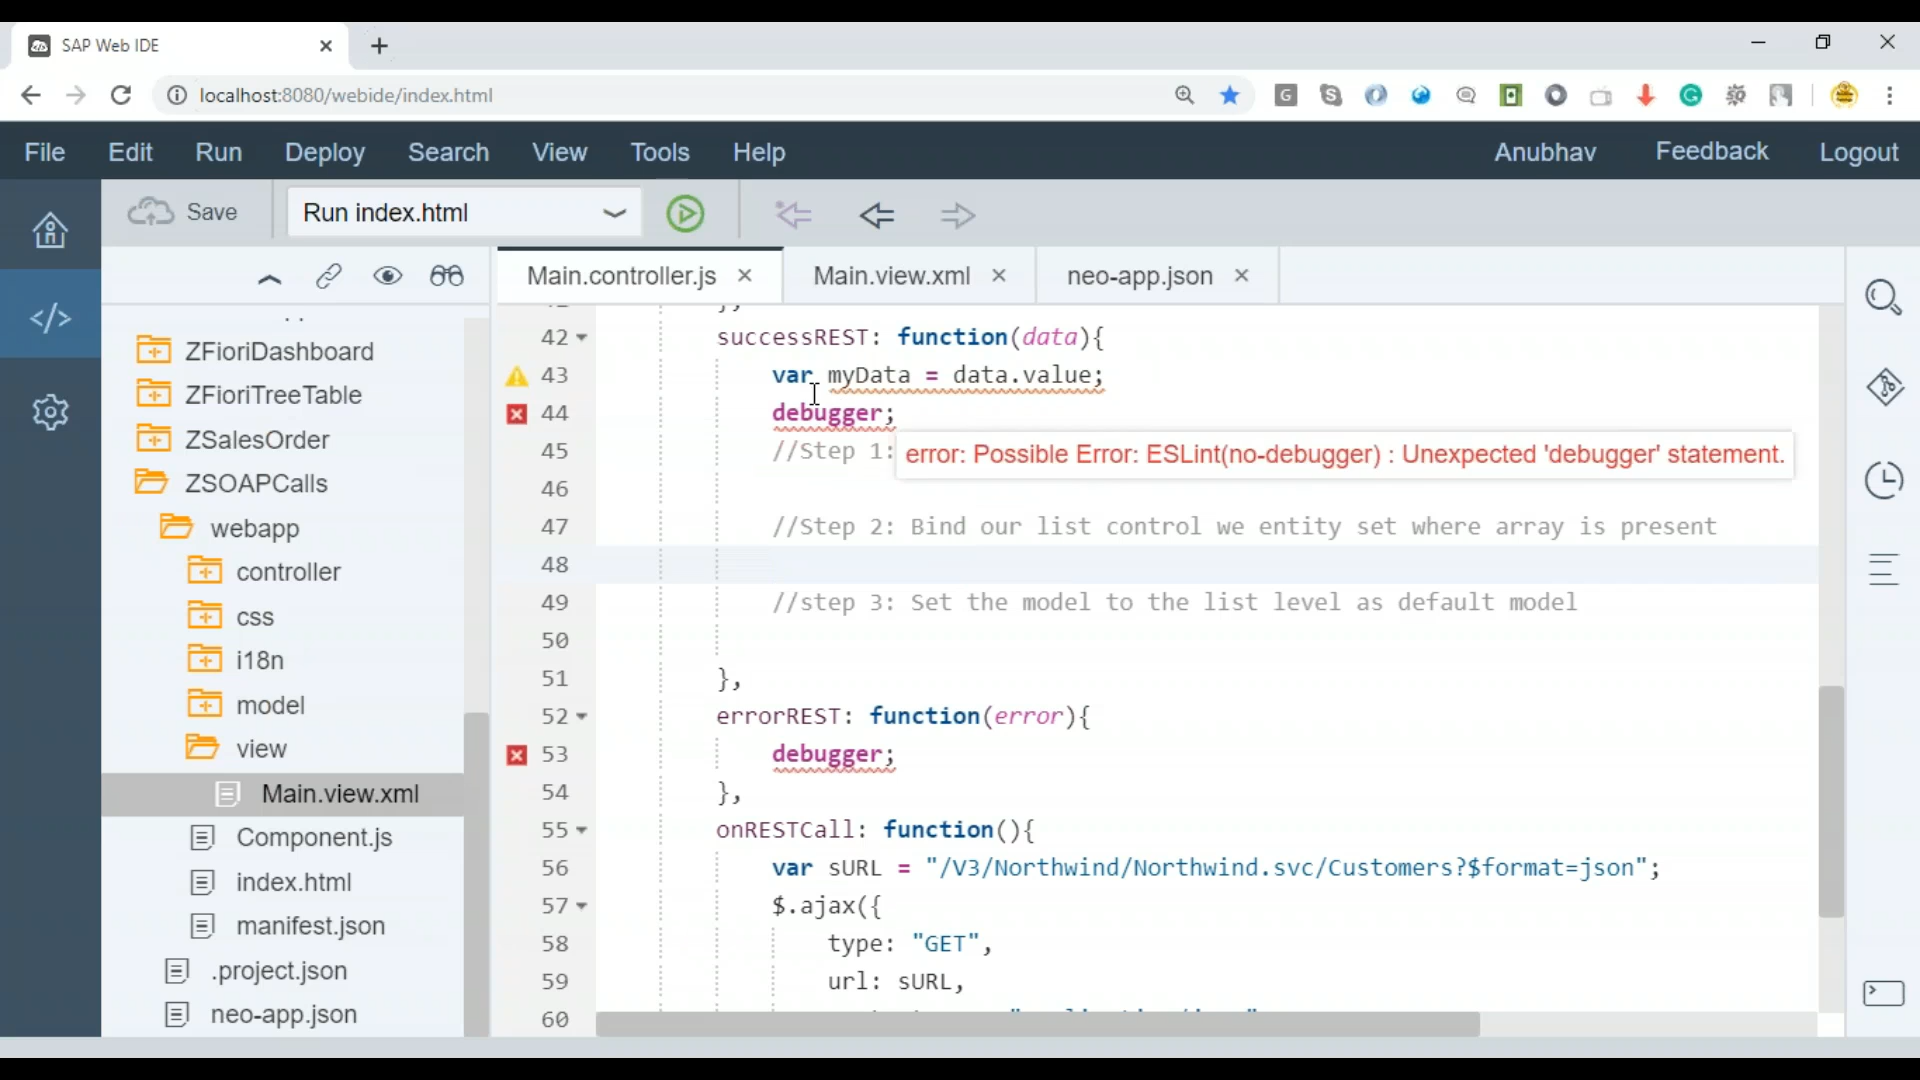 SAP Web IDE
localhost:8080/webide/index.html
File Edit Run Deploy Search View Tools Help Anubhav Feedback Logout
Save Run index.html
Main.controller.js Main.view.xml neo-app.json
ZFioriDashboard
ZFioriTreeTable
ZSalesOrder
ZSOAPCalls
webapp
controller
css
i18n
model
view
Main.view.xml
Component.js
index.html
manifest.json
.project.json
neo-app.json
42 successREST: function(data){
43 var myData = data.value;
44 debugger;
45 //Step 1:
error: Possible Error: ESLint(no-debugger) : Unexpected 'debugger' statement.
46
47 //Step 2: Bind our list control we entity set where array is present
48
49 //step 3: Set the model to the list level as default model
50
51 },
52 errorREST: function(error){
53 debugger;
54 },
55 onRESTCall: function(){
56 var sURL = "/V3/Northwind/Northwind.svc/Customers?$format=json";
57 $.ajax({
58 type: "GET",
59 url: sURL,
60